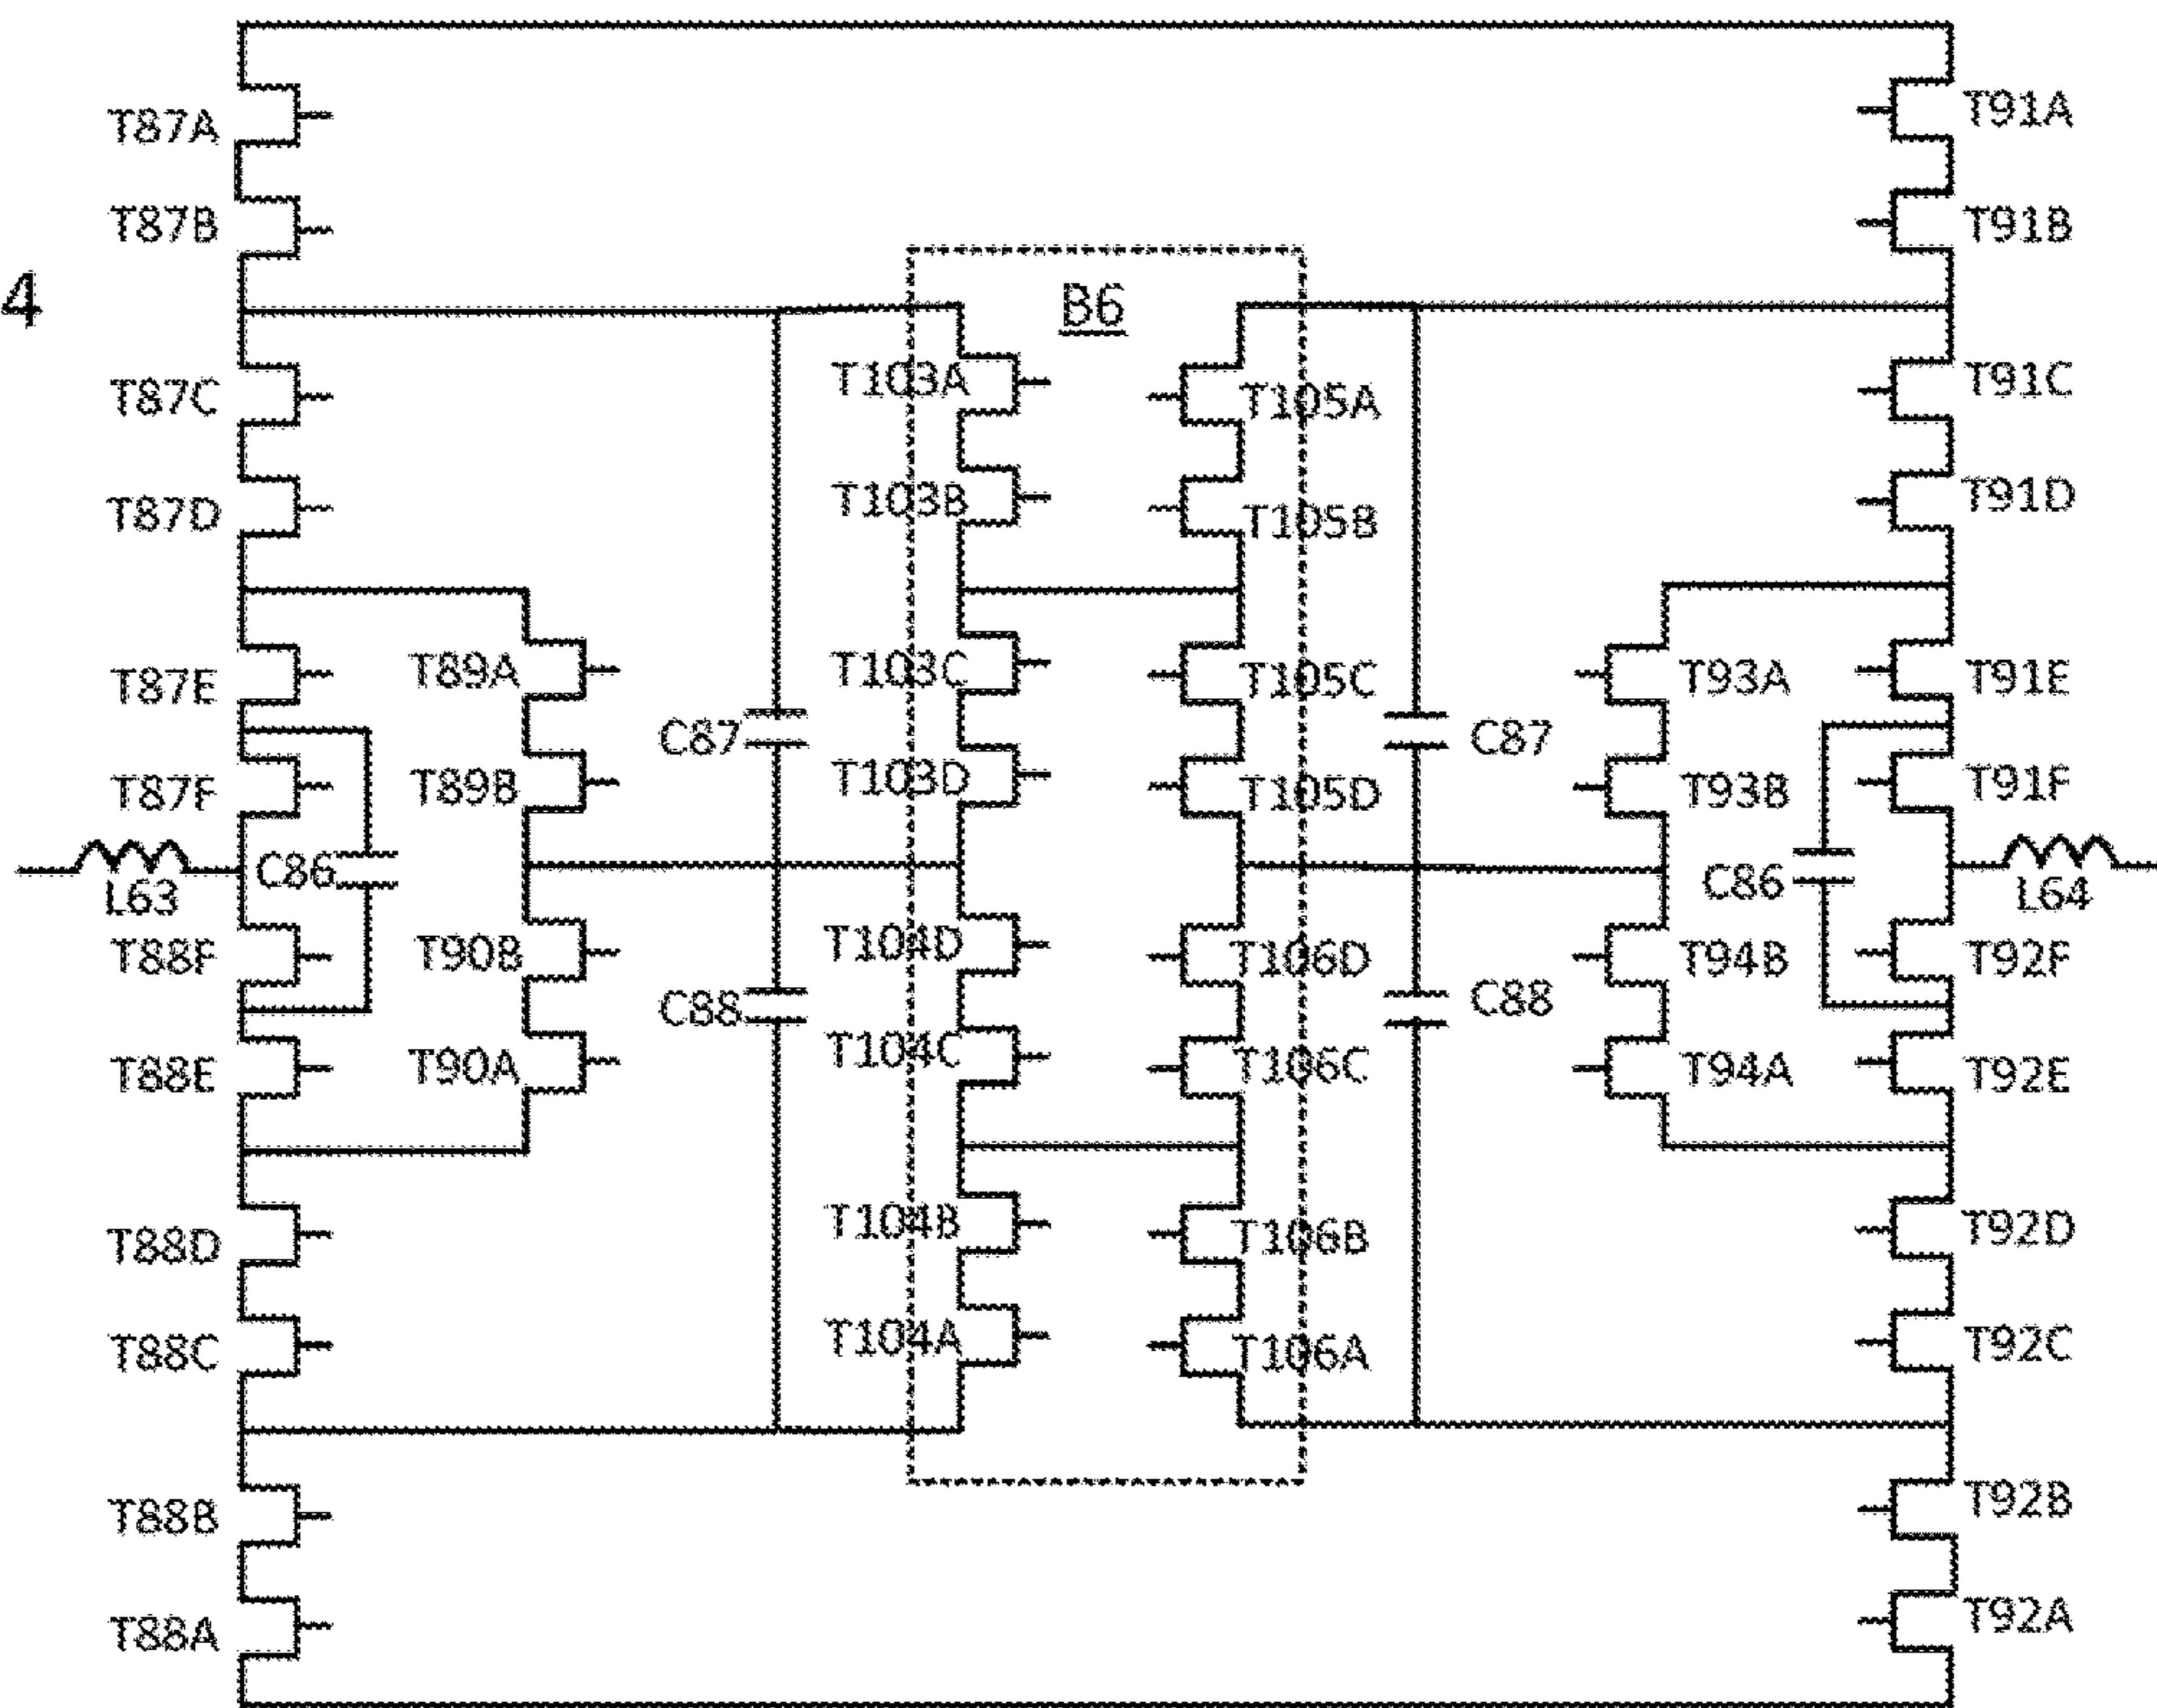 T87A
T91A
T87B
T91B
4
B6
T87C
T103A
T105A
T91C
T87D
T103B
T105B
T91D
T87E
T89A
T103C
T105C
T93A
T91E
T87F
T89B
C87
T103D
T105D
C87
T93B
T91F
L63
C86
C86
L64
T88F
T90B
T104D
T106D
T94B
T92F
C88
C88
T88E
T90A
T104C
T106C
T94A
T92E
T88D
T104B
T106B
T92D
T88C
T104A
T106A
T92C
T88B
T92B
T88A
T92A